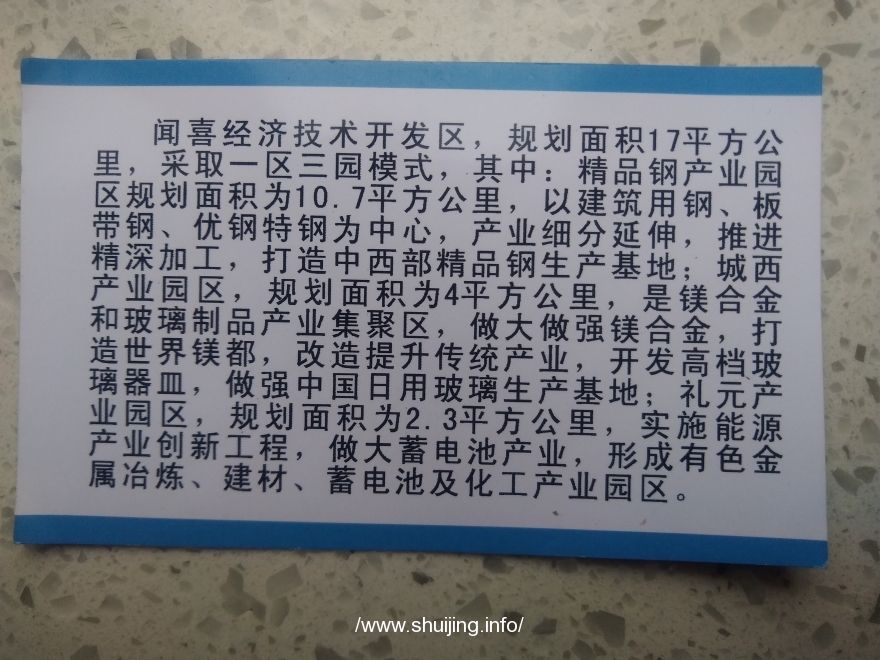 闻喜经济技术开发区，规划面积17平方公
里，采取一区三园模式，其中：精品钢产业园
区规划面积为10.7平方公里，以建筑用钢、板
带钢、优钢特钢为中心，产业细分延伸，推进
精深加工，打造中西部精品钢生产基地；城西
产业园区，规划面积为4平方公里，是镁合金
和玻璃制品产业集聚区，做大做强镁合金，打
造世界镁都，改造提升传统产业，开发高档玻
璃器皿，做强中国日用玻璃生产基地；礼元产
业园区，规划面积为2.3平方公里，实施能源
产业创新工程，做大蓄电池产业，形成有色金
属冶炼、建材、蓄电池及化工产业园区。
/www.shuijing.info/